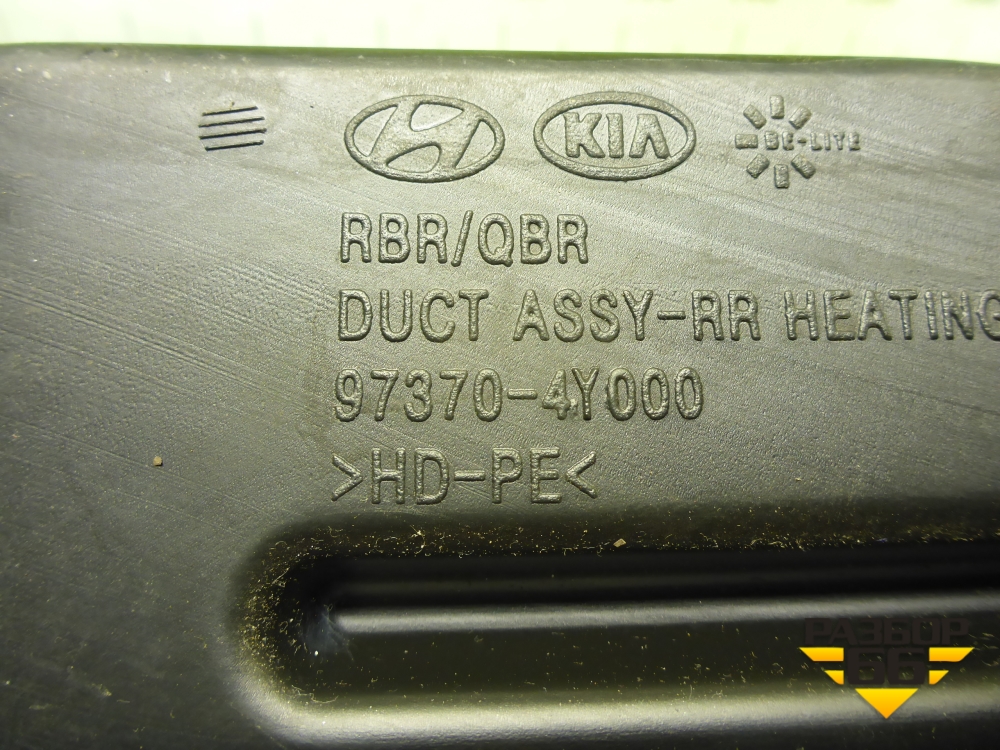 KIA
BE-LITE
RBR/QBR
DUCT ASSY-RR HEATING
97370-4Y000
>HD-PE<
РАЗБОР
66